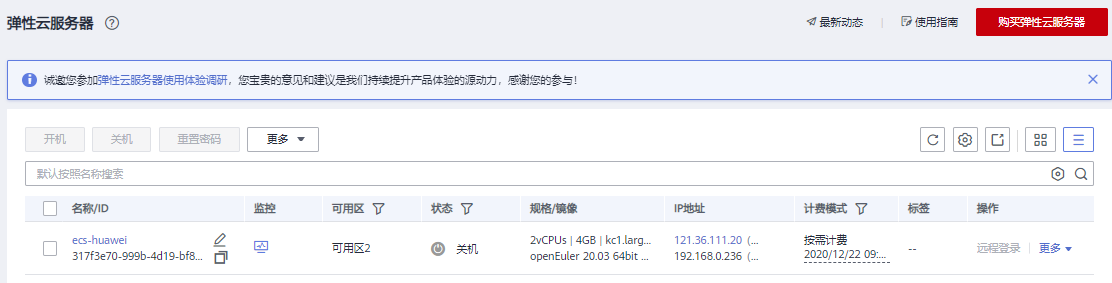 弹性云服务器
最新动态
使用指南
购买弹性云服务器
诚邀您参加弹性云服务器使用体验调研，您宝贵的意见和建议是我们持续提升产品体验的源动力，感谢您的参与！
开机
关机
重置密码
更多
默认按照名称搜索
名称/ID
监控
可用区
状态
规格/镜像
IP地址
计费模式
标签
操作
ecs-huawei
317f3e70-999b-4d19-bf8...
可用区2
关机
2vCPUs | 4GB | kc1.larg...
openEuler 20.03 64bit ...
121.36.111.20 (...
192.168.0.236 (...
按需计费
2020/12/22 09:...
--
远程登录
更多